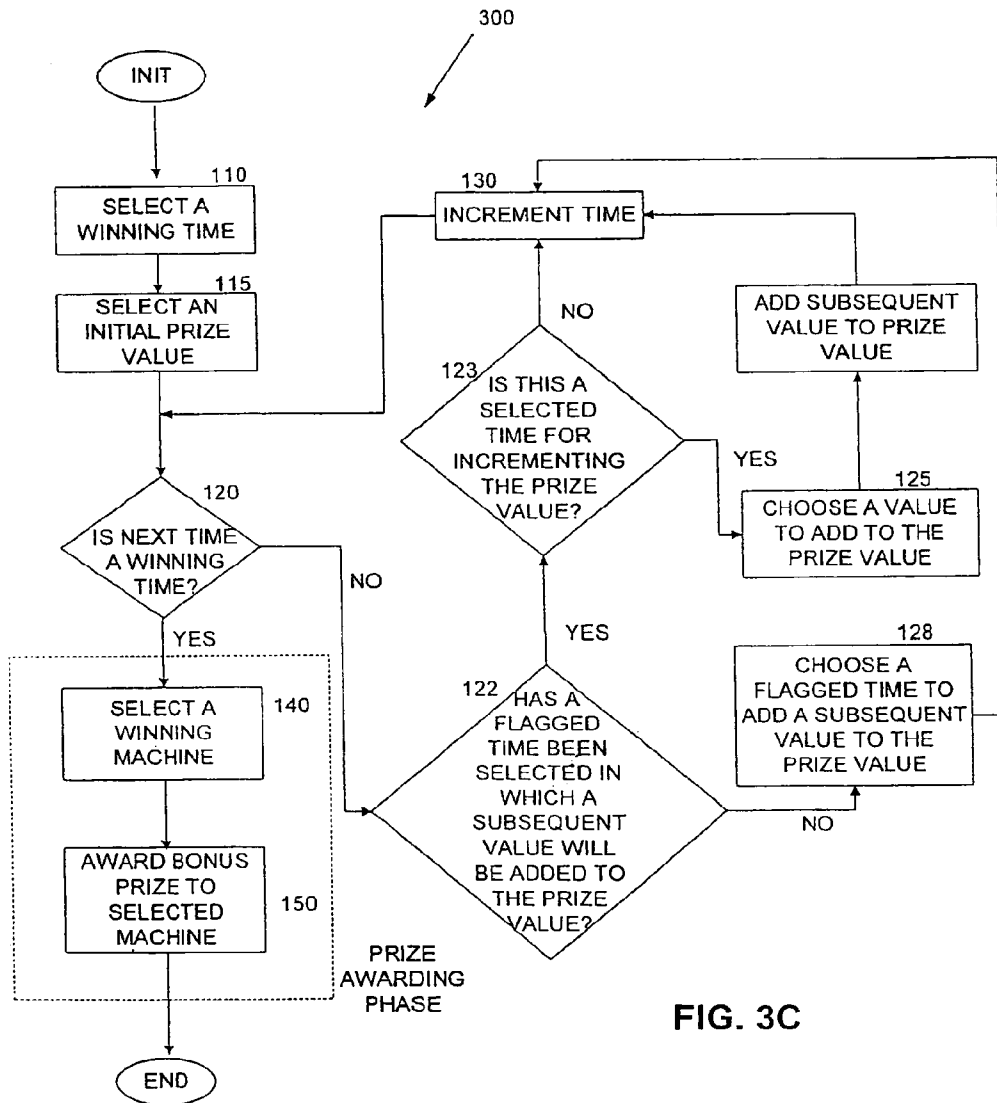 300
INIT
110
SELECT A
WINNING TIME
115
SELECT AN
INITIAL PRIZE
VALUE
120
IS NEXT TIME
A WINNING
TIME?
NO
YES
SELECT A
WINNING
MACHINE
140
AWARD BONUS
PRIZE TO
SELECTED
MACHINE
150
PRIZE
AWARDING
PHASE
END
130
INCREMENT TIME
NO
123
IS THIS A
SELECTED
TIME FOR
INCREMENTING
THE PRIZE
VALUE?
YES
ADD SUBSEQUENT
VALUE TO PRIZE
VALUE
125
CHOOSE A VALUE
TO ADD TO THE
PRIZE VALUE
YES
122
HAS A
FLAGGED
TIME BEEN
SELECTED IN
WHICH A
SUBSEQUENT
VALUE WILL
BE ADDED TO
THE PRIZE
VALUE?
NO
128
CHOOSE A
FLAGGED TIME TO
ADD A SUBSEQUENT
VALUE TO THE
PRIZE VALUE
FIG. 3C